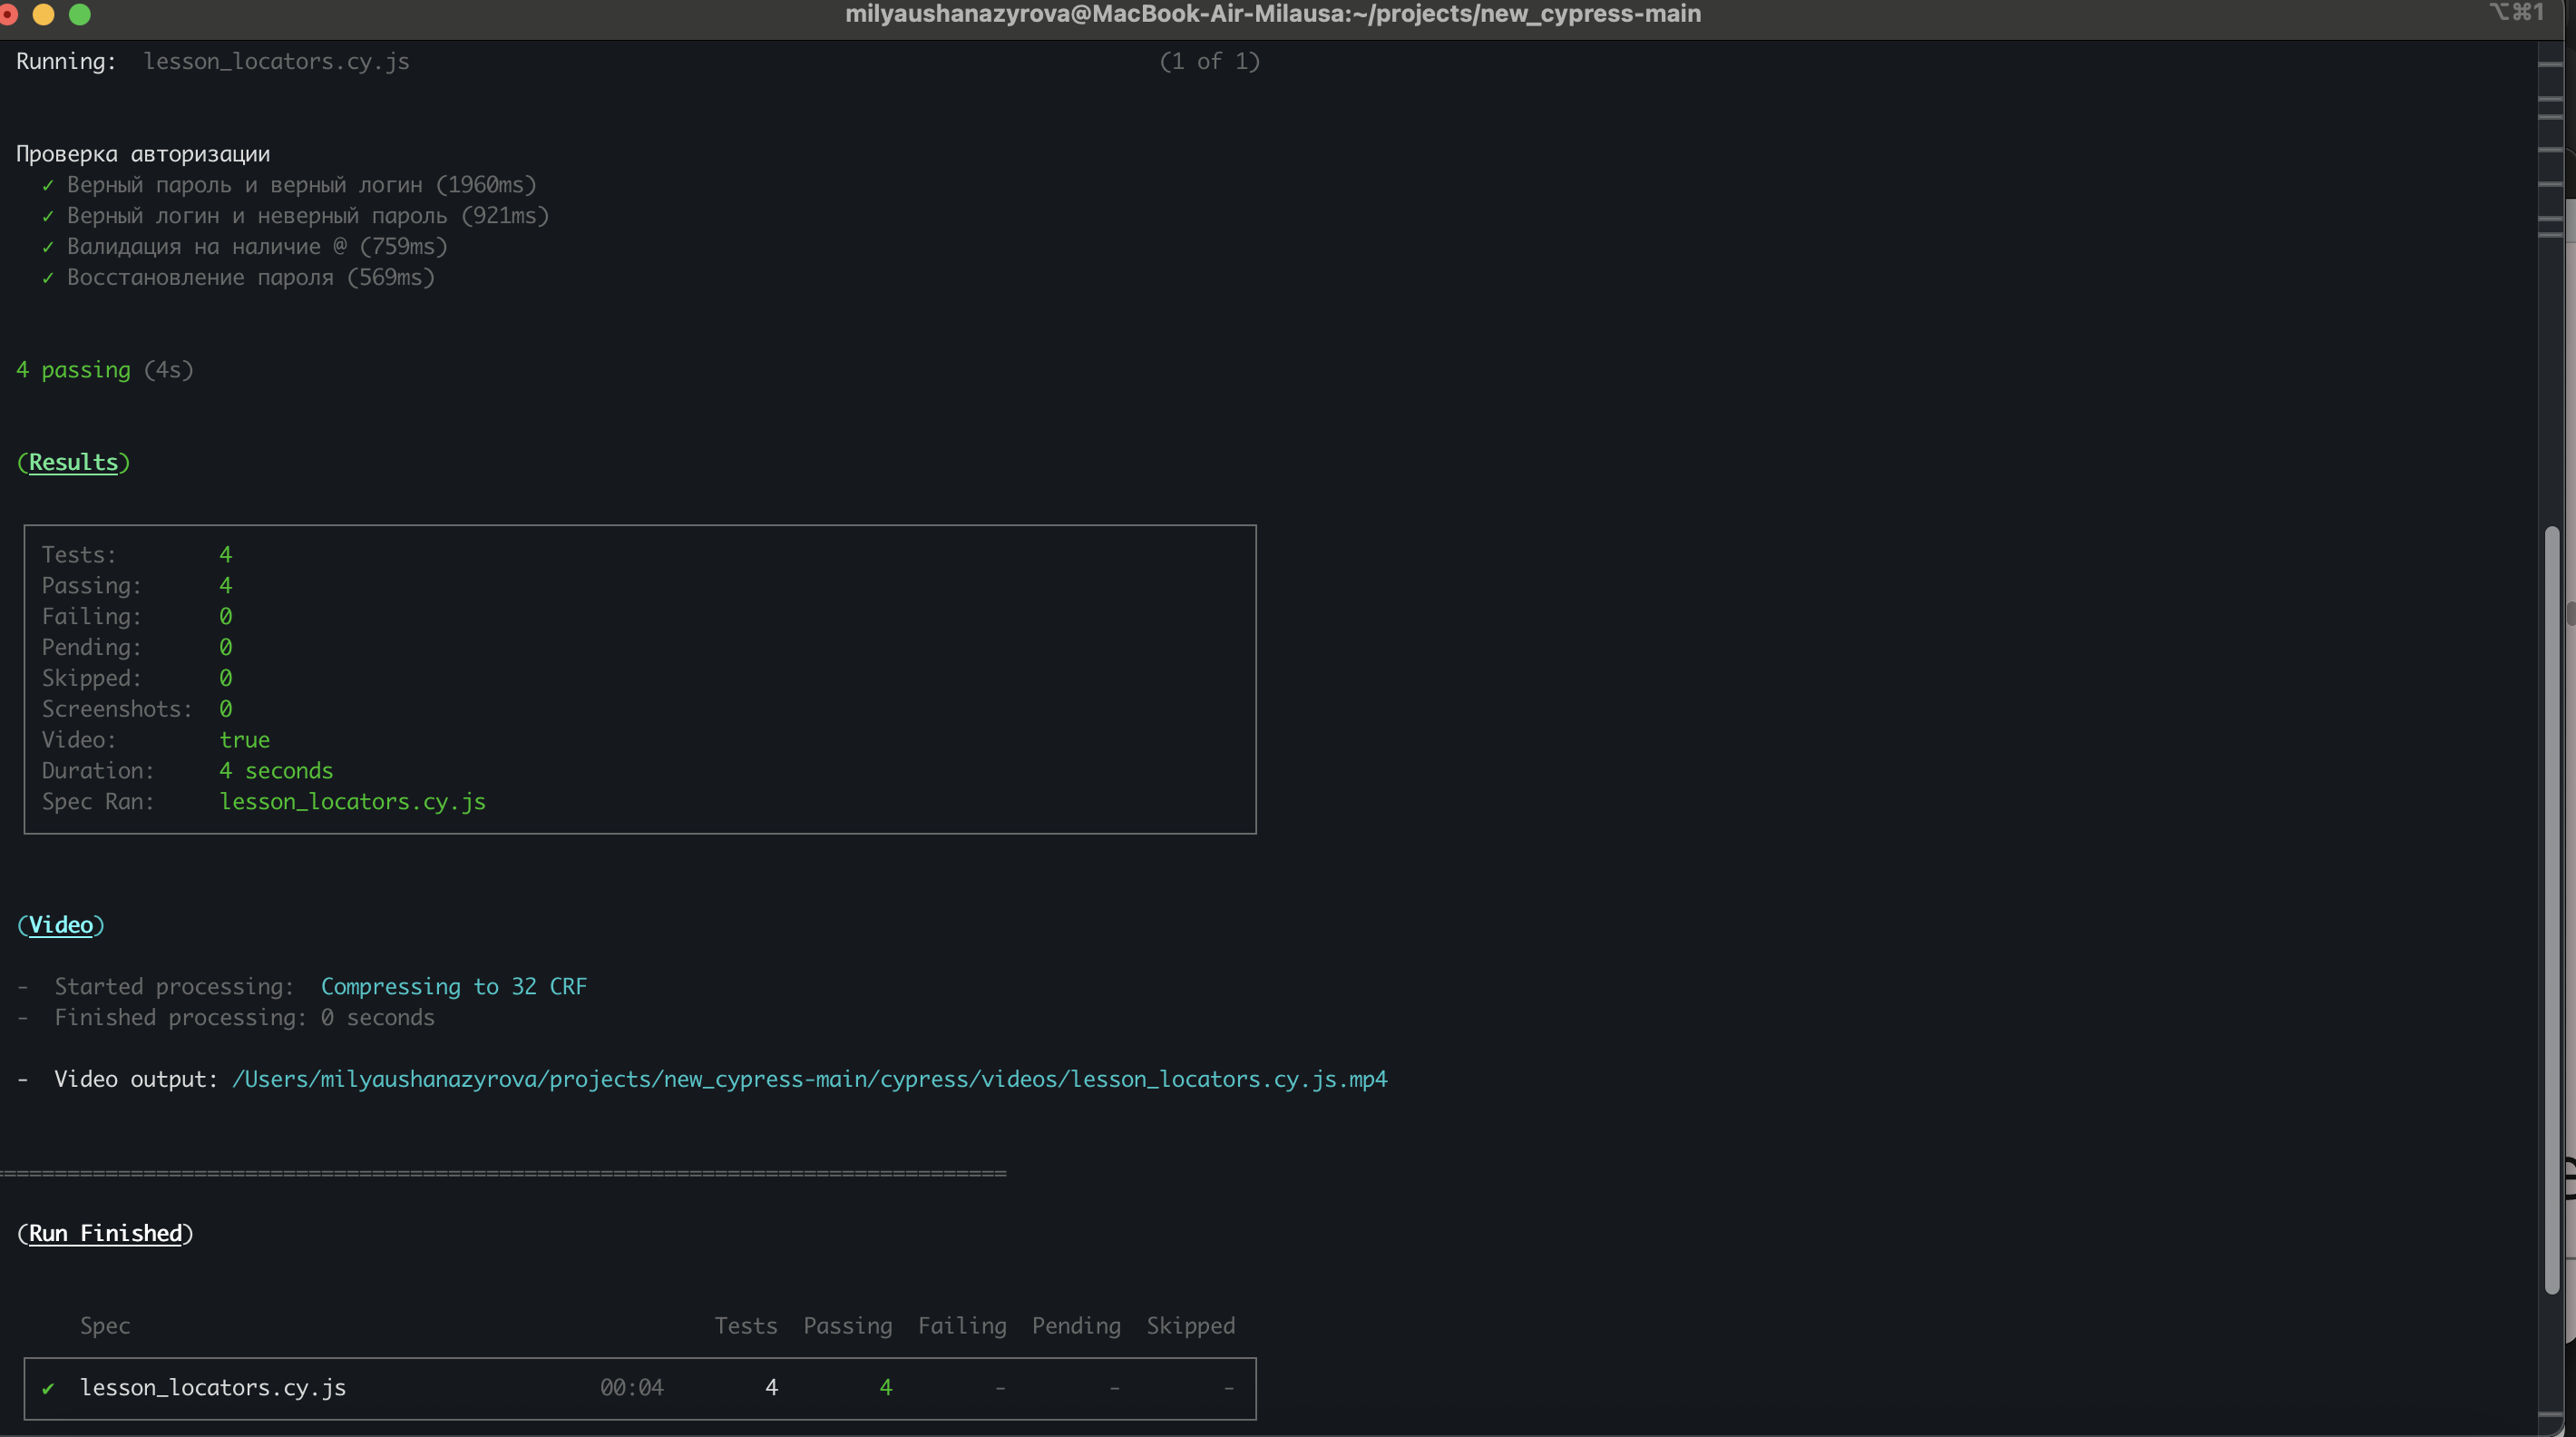 milyaushanazyrova@MacBook-Air-Milausa:~/projects/new_cypress-main ⌥⌘1
Running: lesson_locators.cy.js (1 of 1)
Проверка авторизации
✓ Верный пароль и верный логин (1960ms)
✓ Верный логин и неверный пароль (921ms)
✓ Валидация на наличие @ (759ms)
✓ Восстановление пароля (569ms)
4 passing (4s)
(Results)
Tests: 4
Passing: 4
Failing: 0
Pending: 0
Skipped: 0
Screenshots: 0
Video: true
Duration: 4 seconds
Spec Ran: lesson_locators.cy.js
(Video)
- Started processing: Compressing to 32 CRF
- Finished processing: 0 seconds
- Video output: /Users/milyaushanazyrova/projects/new_cypress-main/cypress/videos/lesson_locators.cy.js.mp4
(Run Finished)
Spec Tests Passing Failing Pending Skipped
✔ lesson_locators.cy.js 00:04 4 4 - - -